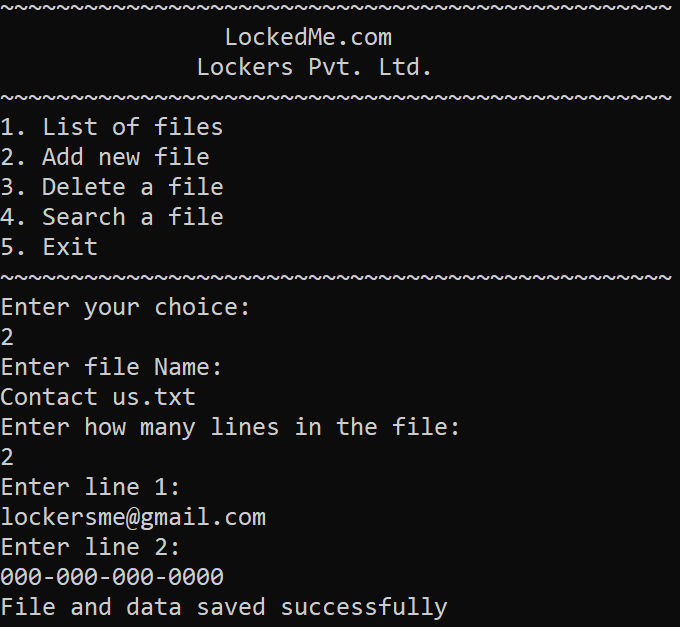 ~~~~~~~~~~~~~~~~~~~~~~~~~~~~~~~~~~~~~~~~~~~~~~~~
LockedMe.com
Lockers Pvt. Ltd.
~~~~~~~~~~~~~~~~~~~~~~~~~~~~~~~~~~~~~~~~~~~~~~~~
1. List of files
2. Add new file
3. Delete a file
4. Search a file
5. Exit
~~~~~~~~~~~~~~~~~~~~~~~~~~~~~~~~~~~~~~~~~~~~~~~~
Enter your choice:
2
Enter file Name:
Contact us.txt
Enter how many lines in the file:
2
Enter line 1:
lockersme@gmail.com
Enter line 2:
000-000-000-0000
File and data saved successfully